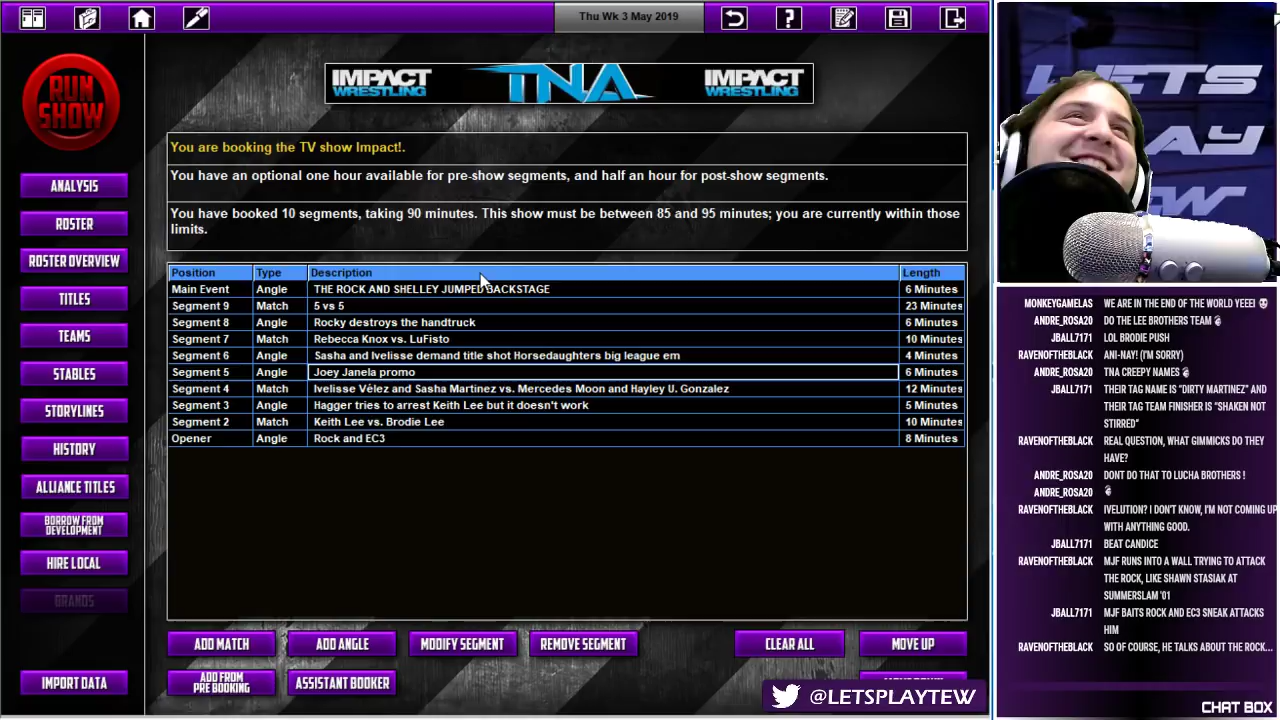 Thu Wk 3 May 2019
RUN SHOW
IMPACT WRESTLING
TNA
IMPACT WRESTLING
LETS
LAY
EW
You are booking the TV show Impact!.
You have an optional one hour available for pre-show segments, and half an hour for post-show segments.
You have booked 10 segments, taking 90 minutes. This show must be between 85 and 95 minutes; you are currently within those
limits.
ANALYSIS
ROSTER
ROSTER OVERVIEW
TITLES
TEAMS
STABLES
STORYLINES
HISTORY
ALLIANCE TITLES
BORROW FROM DEVELOPMENT
HIRE LOCAL
BRANDS
IMPORT DATA
Position Type Description Length
Main Event Angle THE ROCK AND SHELLEY JUMPED BACKSTAGE 6 Minutes
Segment 9 Match 5 vs 5 23 Minutes
Segment 8 Angle Rocky destroys the handtruck 6 Minutes
Segment 7 Match Rebecca Knox vs. LuFisto 10 Minutes
Segment 6 Angle Sasha and Ivelisse demand title shot Horsedaughters big league em 4 Minutes
Segment 5 Angle Joey Janela promo 6 Minutes
Segment 4 Match Ivelisse Vélez and Sasha Martinez vs. Mercedes Moon and Hayley U. Gonzalez 12 Minutes
Segment 3 Angle Hagger tries to arrest Keith Lee but it doesn't work 5 Minutes
Segment 2 Match Keith Lee vs. Brodie Lee 10 Minutes
Opener Angle Rock and EC3 8 Minutes
ADD MATCH ADD ANGLE MODIFY SEGMENT REMOVE SEGMENT CLEAR ALL MOVE UP
ADD FROM PRE BOOKING ASSISTANT BOOKER
@LETSPLAYTEW
MONKEYGAMELAS WE ARE IN THE END OF THE WORLD YEEE!
ANDRE_ROSA20 DO THE LEE BROTHERS TEAM
JBALL7171 LOL BRODIE PUSH
RAVENOFTHEBLACK ANI-NAY! (I'M SORRY)
ANDRE_ROSA20 TNA CREEPY NAMES
JBALL7171 THEIR TAG NAME IS "DIRTY MARTINEZ" AND
THEIR TAG TEAM FINISHER IS "SHAKEN NOT
STIRRED"
RAVENOFTHEBLACK REAL QUESTION, WHAT GIMMICKS DO THEY
HAVE?
ANDRE_ROSA20 DONT DO THAT TO LUCHA BROTHERS !
ANDRE_ROSA20
RAVENOFTHEBLACK IVELUTION? I DON'T KNOW, I'M NOT COMING UP
WITH ANYTHING GOOD.
JBALL7171 BEAT CANDICE
RAVENOFTHEBLACK MJF RUNS INTO A WALL TRYING TO ATTACK
THE ROCK, LIKE SHAWN STASIAK AT
SUMMERSLAM '01
JBALL7171 MJF BAITS ROCK AND EC3 SNEAK ATTACKS
HIM
RAVENOFTHEBLACK SO OF COURSE, HE TALKS ABOUT THE ROCK...
CHAT BOX